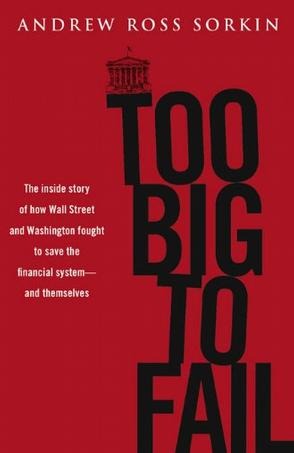 ANDREW ROSS SORKIN
TOO
BIG
TO
FAIL
The inside story
of how Wall Street
and Washington fought
to save the
financial system—
and themselves